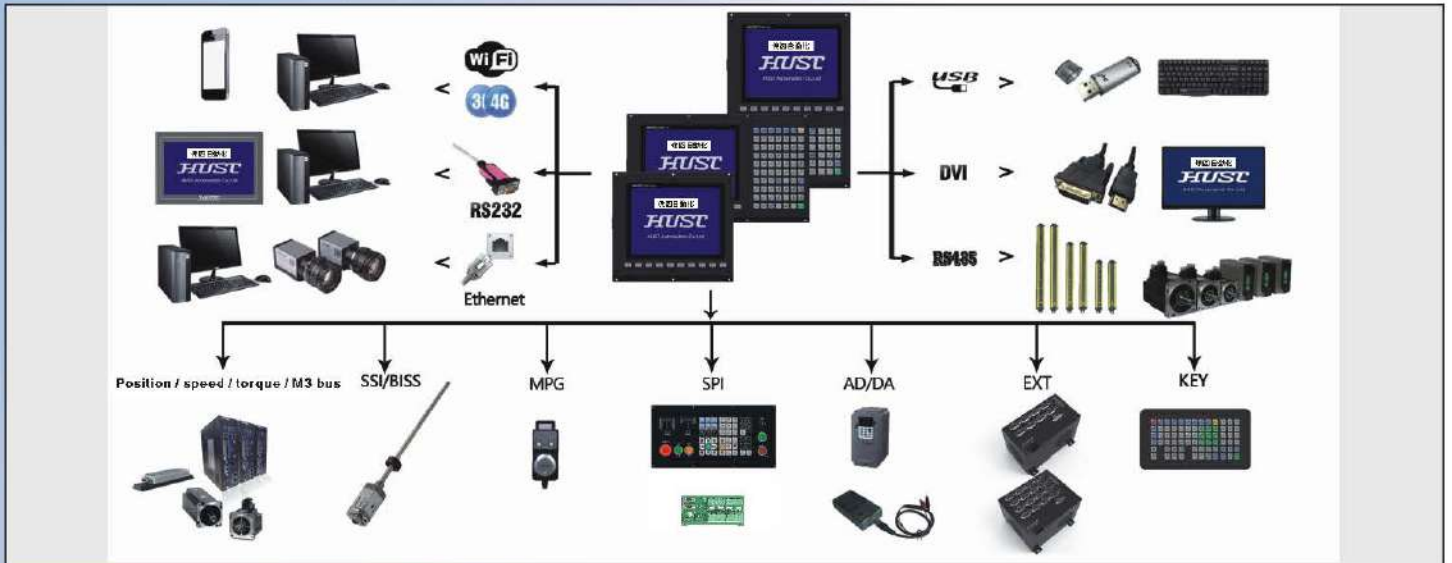 WiFi
3G 4G
RS232
Ethernet
HUST
HUST
HUST
HUST
USB
DVI
HUST
RS485
Position / speed / torque / M3 bus
SSI/BISS
MPG
SPI
AD/DA
EXT
KEY